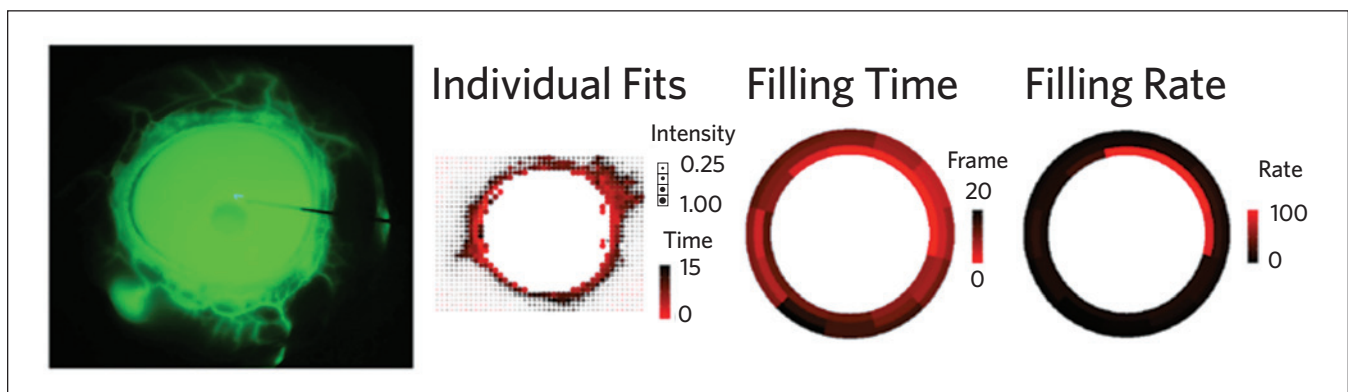 Individual Fits
Intensity
0.25
1.00
Time
15
0
Filling Time
Frame
20
0
Filling Rate
Rate
100
0